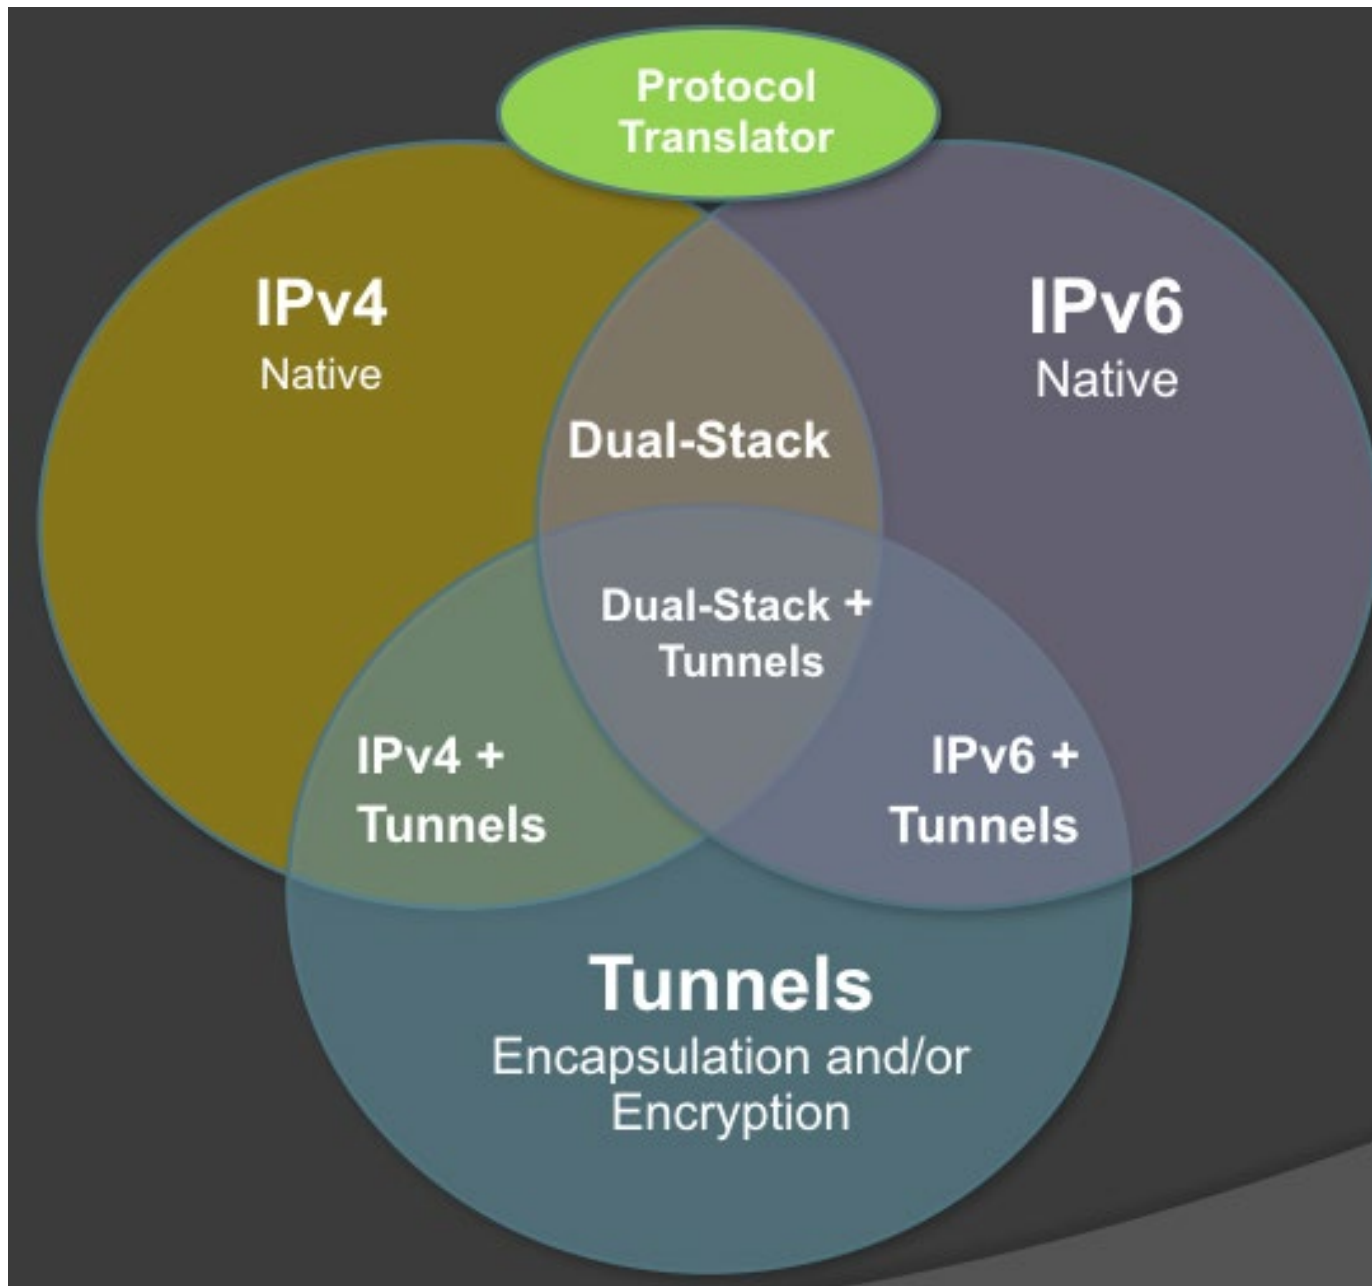 Protocol
Translator
IPv4
Native
IPv6
Native
Dual-Stack
Dual-Stack +
Tunnels
IPv4 +
Tunnels
IPv6 +
Tunnels
Tunnels
Encapsulation and/or
Encryption